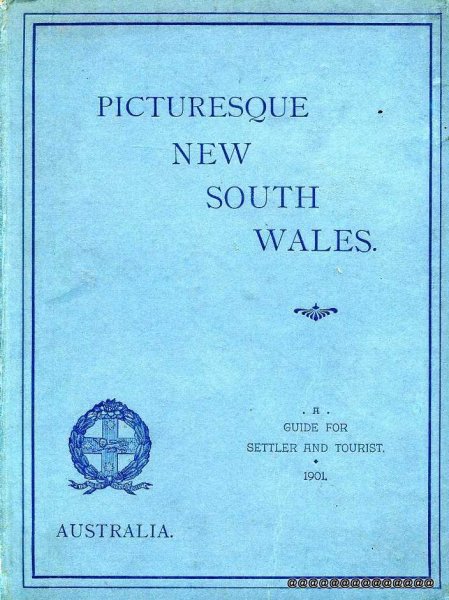 PICTURESQUE
NEW
SOUTH
WALES.
. A .
GUIDE FOR
SETTLER AND TOURIST.
1901.
AUSTRALIA.
@@@@@@@@@@@@@@